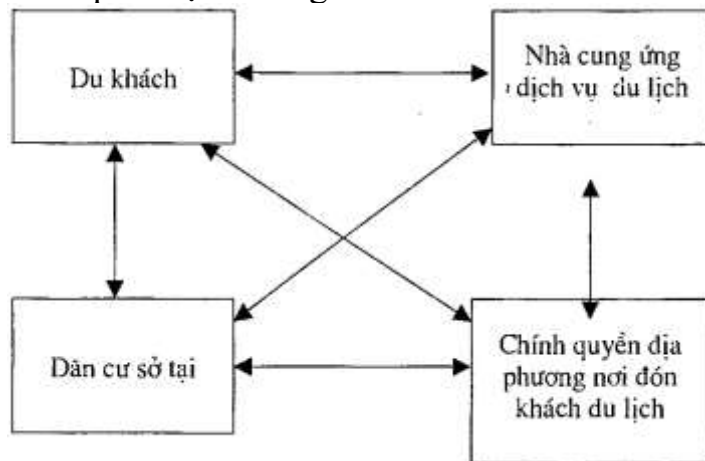 Du khách
Nhà cung ứng
dịch vụ du lịch
Dân cư sở tại
Chính quyển địa
phương nơi đón
khách du lịch